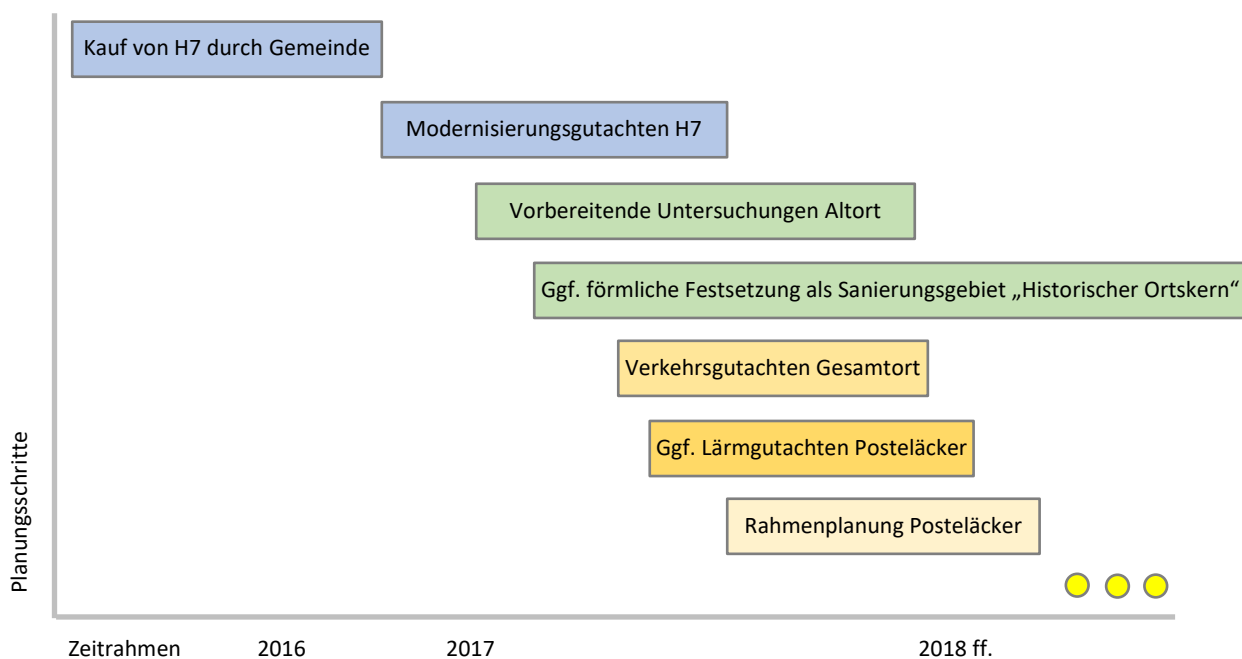 Kauf von H7 durch Gemeinde
Modernisierungsgutachten H7
Vorbereitende Untersuchungen Altort
Ggf. förmliche Festsetzung als Sanierungsgebiet „Historischer Ortskern“
Verkehrsgutachten Gesamtort
Ggf. Lärmgutachten Posteläcker
Rahmenplanung Posteläcker
Planungsschritte
Zeitrahmen 2016 2017 2018 ff.